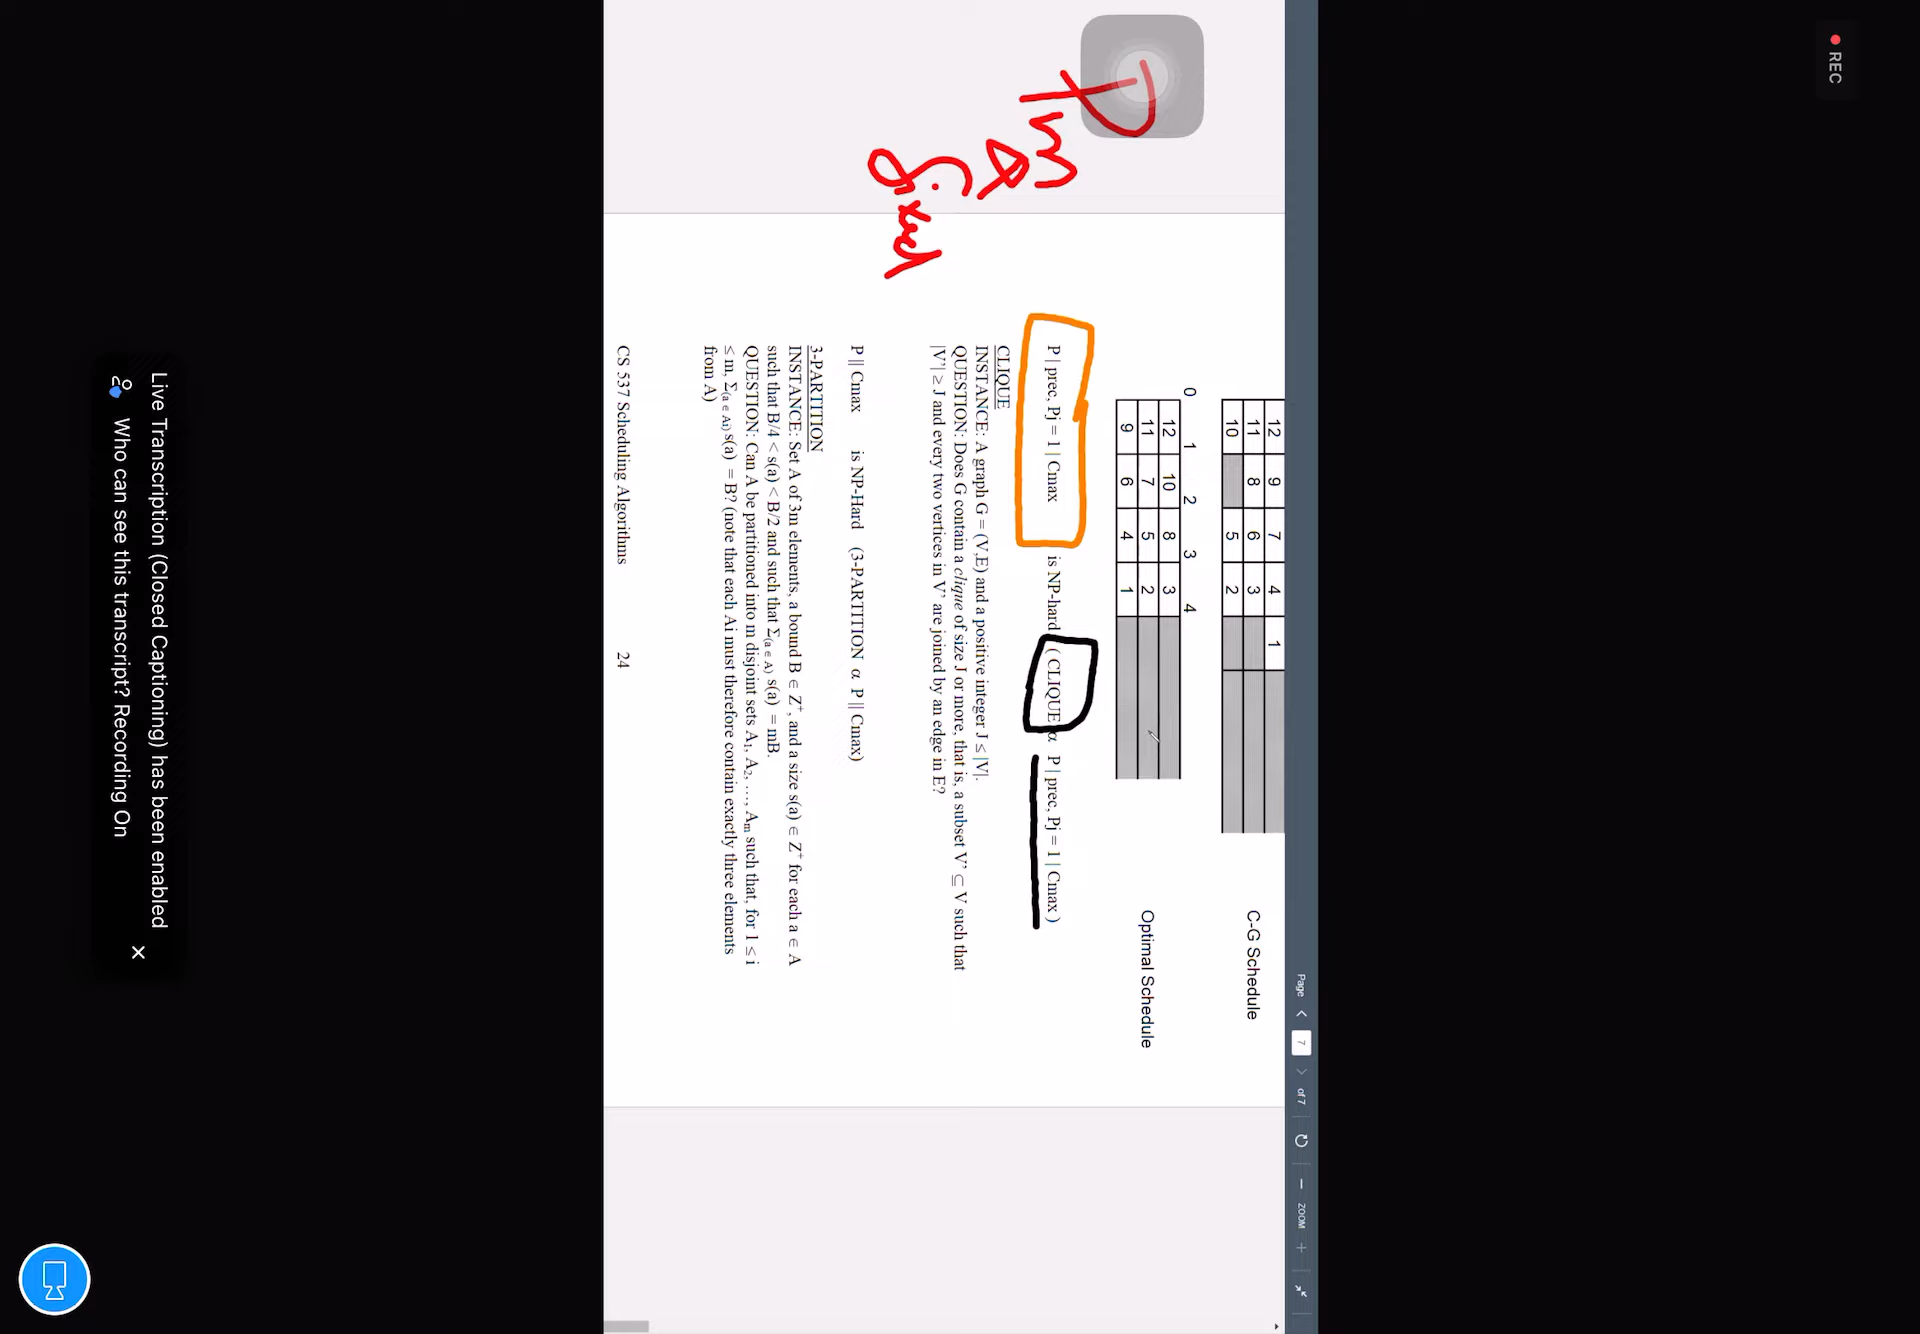 REC
Page < 7 > of 7 ZOOM
12 9 7 4 1
11 8 6 3
10 5 2
C-G Schedule
0 1 2 3 4
12 10 8 3
11 7 5 2
9 6 4 1
Optimal Schedule
P | prec, Pj = 1 | Cmax is NP-hard ( CLIQUE α P | prec, Pj = 1 | Cmax )
CLIQUE
INSTANCE: A graph G = (V,E) and a positive integer J ≤ |V|.
QUESTION: Does G contain a clique of size J or more, that is, a subset V' ⊆ V such that
|V'| ≥ J and every two vertices in V' are joined by an edge in E?
P || Cmax is NP-Hard (3-PARTITION α P || Cmax)
3-PARTITION
INSTANCE: Set A of 3m elements, a bound B ∈ Z⁺, and a size s(a) ∈ Z⁺ for each a ∈ A
such that B/4 < s(a) < B/2 and such that Σ(a ∈ A) s(a) = mB.
QUESTION: Can A be partitioned into m disjoint sets A1, A2, …, Am such that, for 1 ≤ i
≤ m, Σ(a ∈ Ai) s(a) = B? (note that each Ai must therefore contain exactly three elements
from A)
CS 537 Scheduling Algorithms 24
Pm
fixed
Live Transcription (Closed Captioning) has been enabled
Who can see this transcript? Recording On